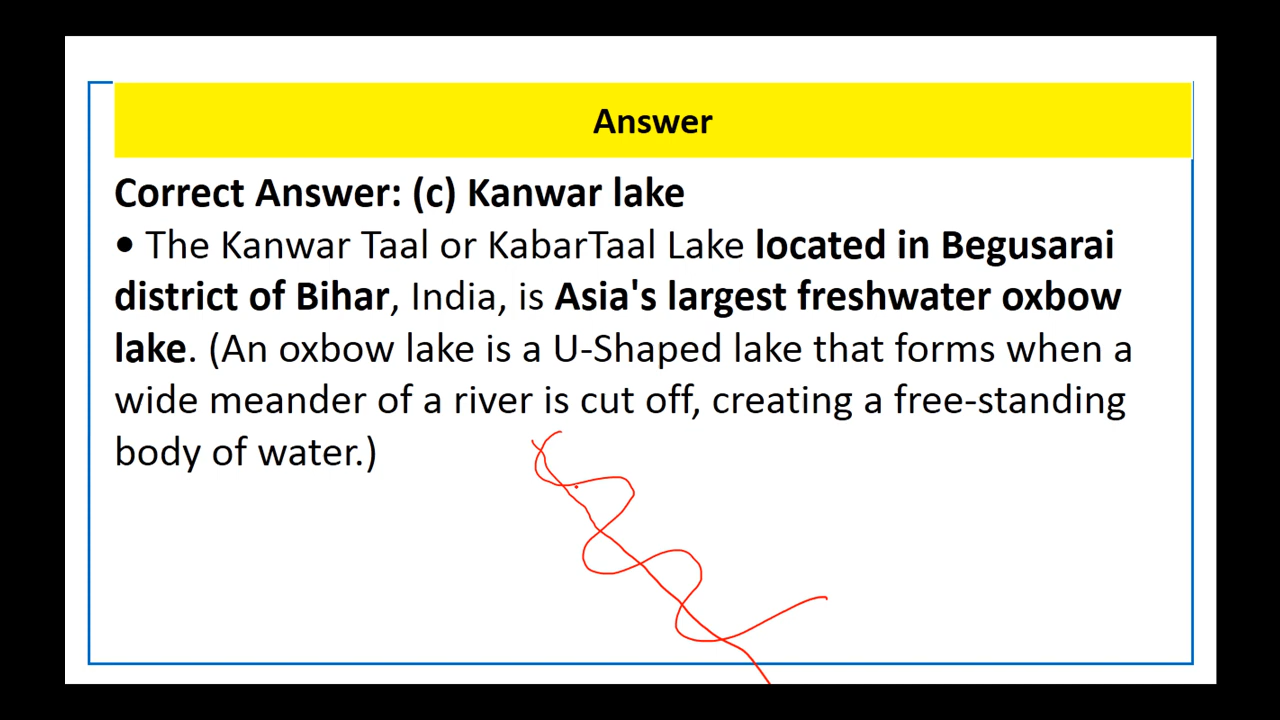 Answer
Correct Answer: (c) Kanwar lake
• The Kanwar Taal or KabarTaal Lake located in Begusarai
district of Bihar, India, is Asia's largest freshwater oxbow
lake. (An oxbow lake is a U-Shaped lake that forms when a
wide meander of a river is cut off, creating a free-standing
body of water.)